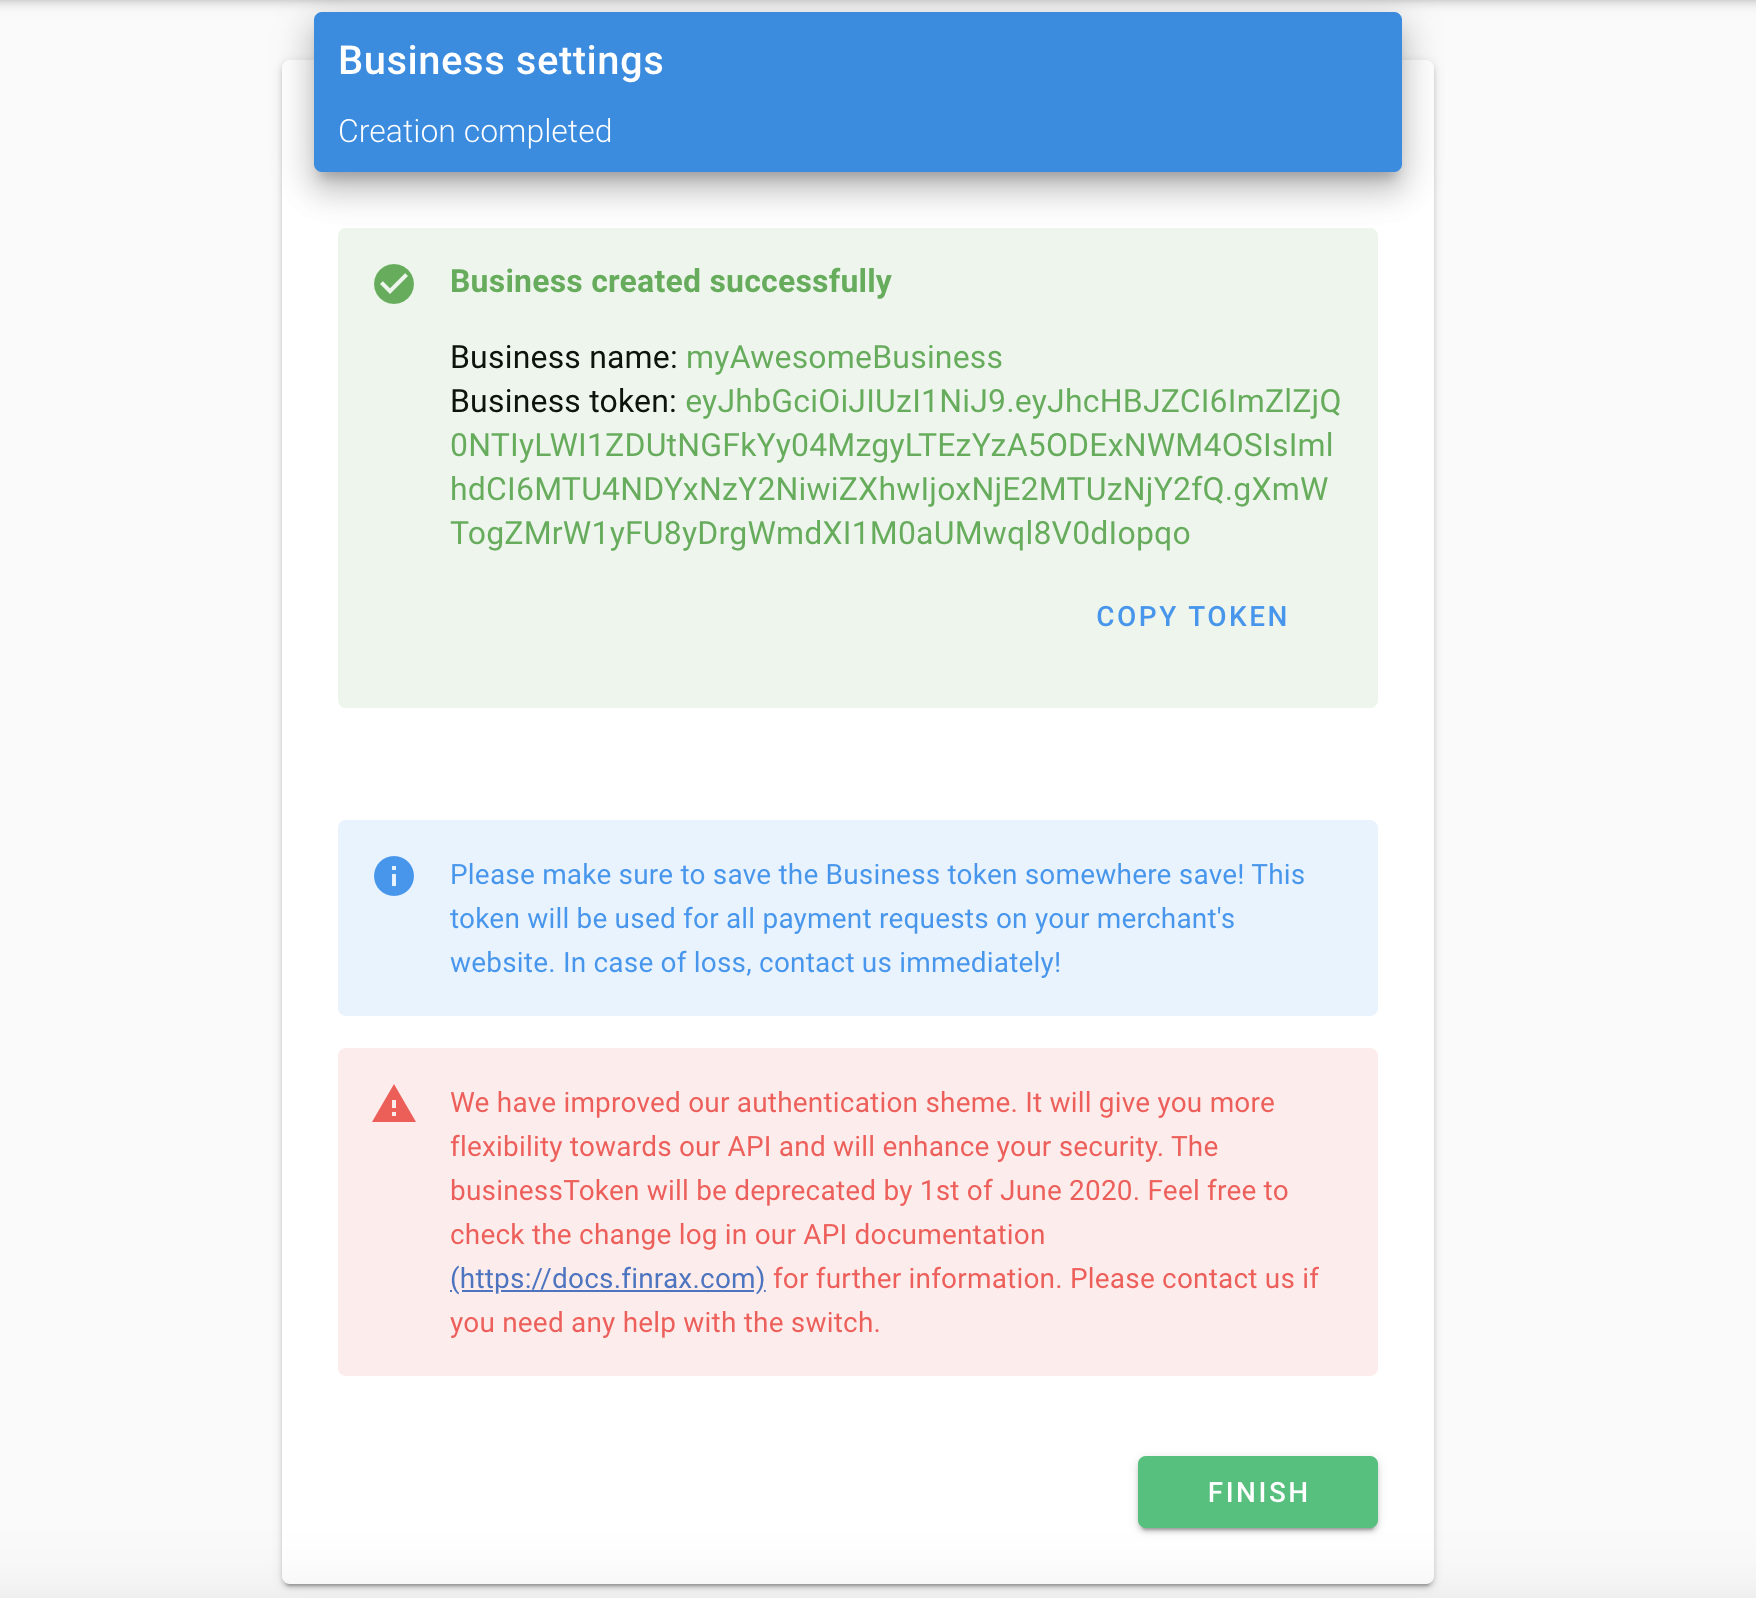 Business settings
Creation completed
Business created successfully
Business name: myAwesomeBusiness
Business token: eyJhbGciOiJIUzI1NiJ9.eyJhcHBJZCI6ImZlZjQ
0NTIyLWI1ZDUtNGFkYy04MzgyLTEzYzA5ODExNWM4OSIsIml
hdCI6MTU4NDYxNzY2NiwiZXhwIjoxNjE2MTUzNjY2fQ.gXmW
TogZMrW1yFU8yDrgWmdXI1M0aUMwql8V0dIopqo
COPY TOKEN
Please make sure to save the Business token somewhere save! This
token will be used for all payment requests on your merchant's
website. In case of loss, contact us immediately!
We have improved our authentication sheme. It will give you more
flexibility towards our API and will enhance your security. The
businessToken will be deprecated by 1st of June 2020. Feel free to
check the change log in our API documentation
(https://docs.finrax.com) for further information. Please contact us if
you need any help with the switch.
FINISH